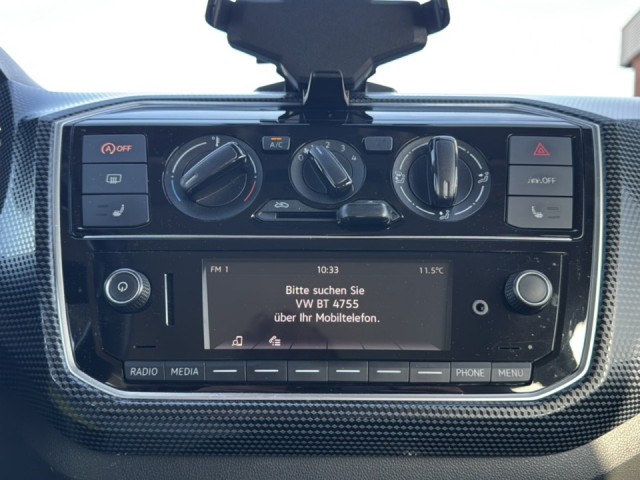 OFF
A/C
0 1 2 3 4
OFF
FM 1 10:33 11.5°C
Bitte suchen Sie
VW BT 4755
über Ihr Mobiltelefon.
RADIO MEDIA PHONE MENU